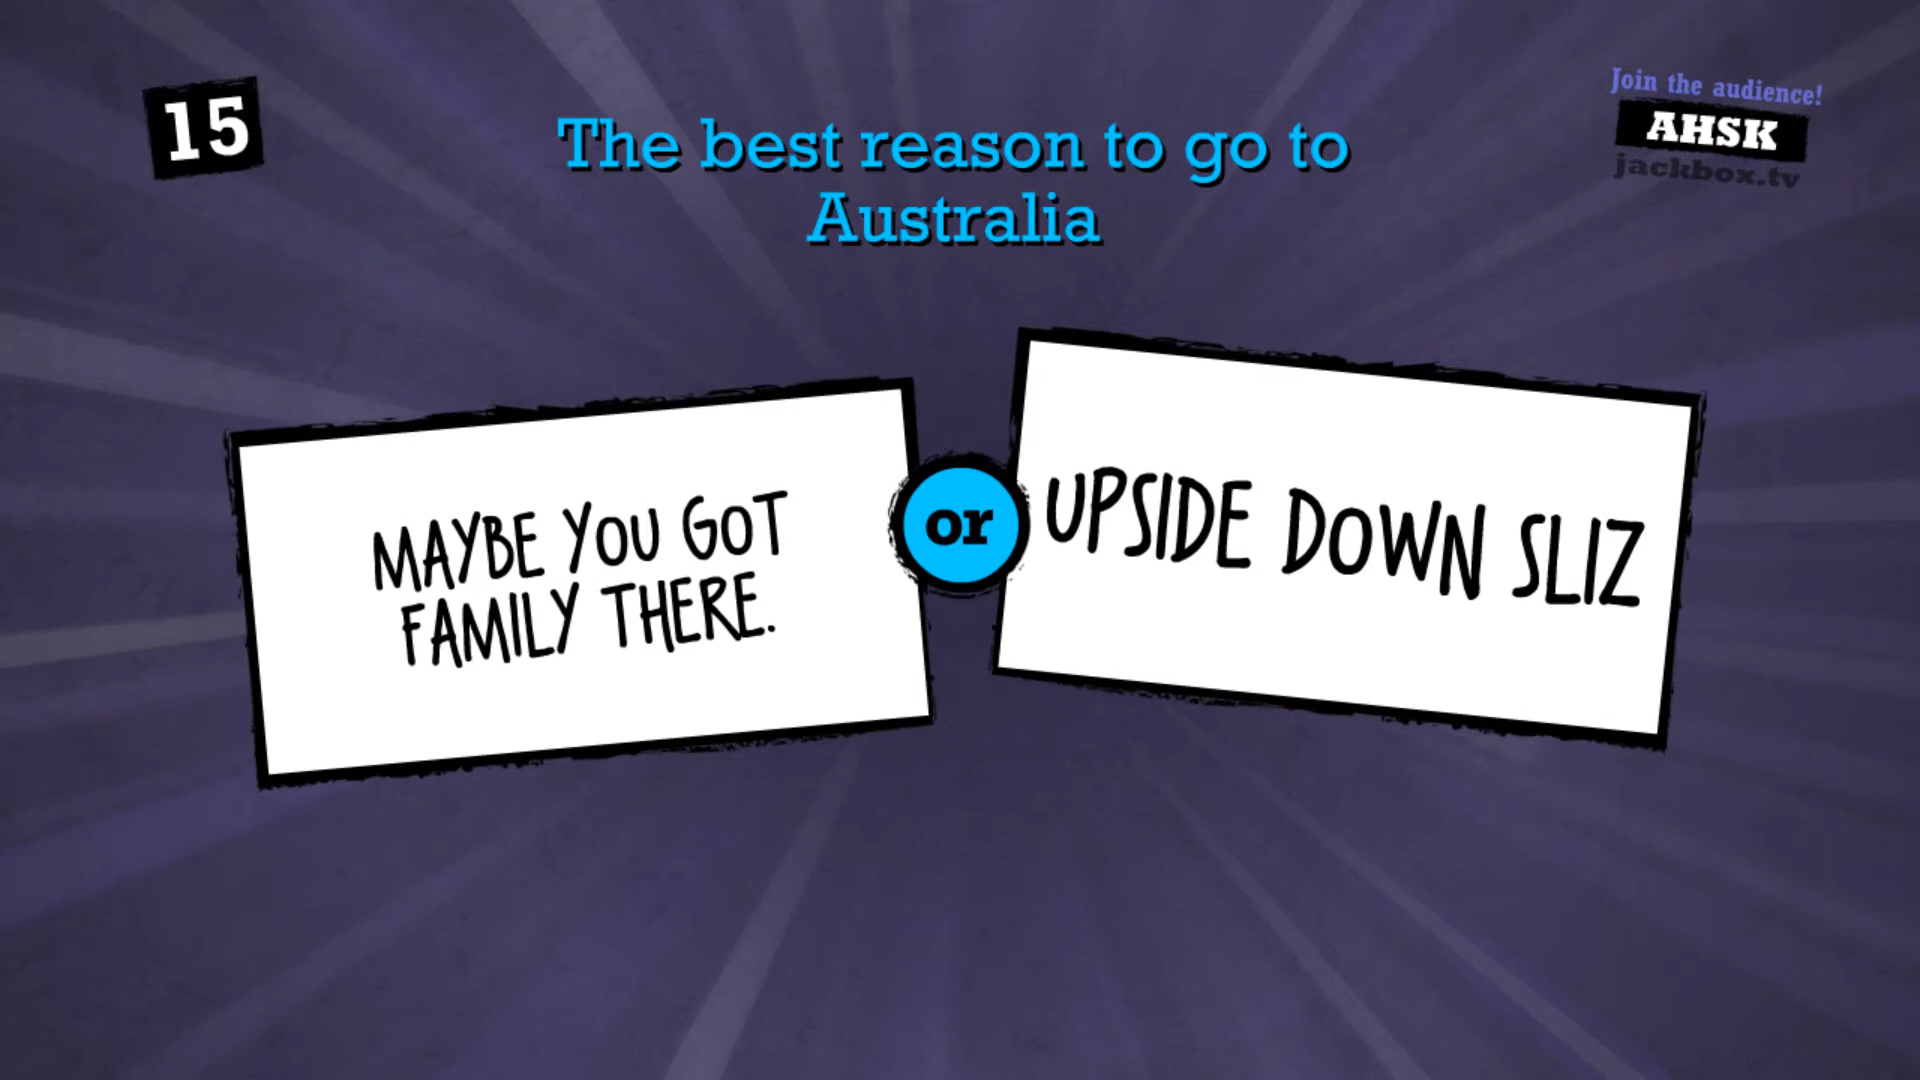 15
The best reason to go to
Australia
Join the audience!
AHSK
jackbox.tv
MAYBE YOU GOT
FAMILY THERE.
or
UPSIDE DOWN SLIZ